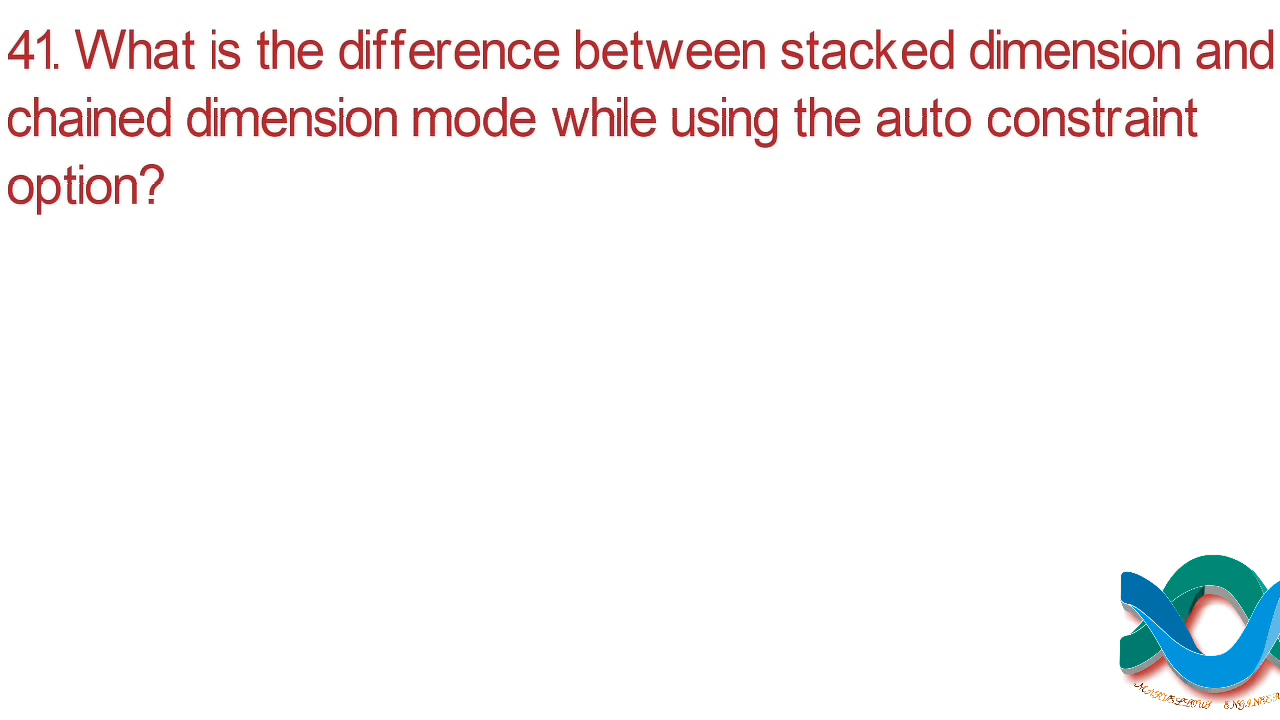 41. What is the difference between stacked dimension and
chained dimension mode while using the auto constraint
option?